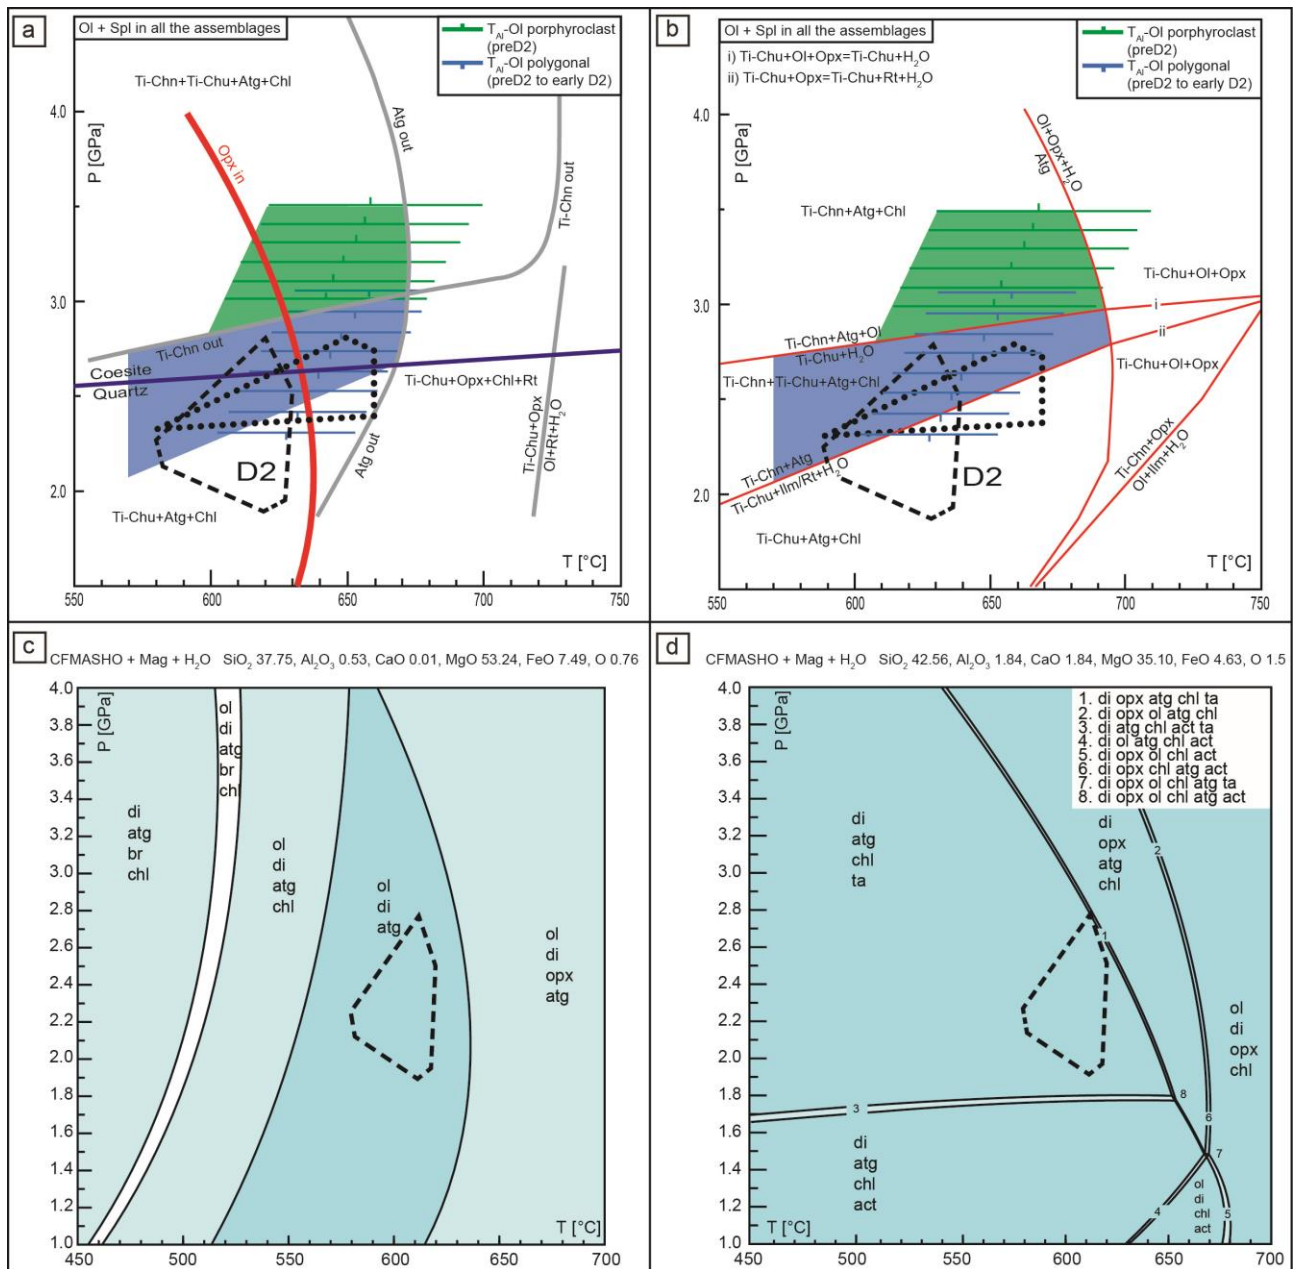 a
Ol + Spl in all the assemblages
T_Al-Ol porphyroclast
(preD2)
T_Al-Ol polygonal
(preD2 to early D2)
Ti-Chn+Ti-Chu+Atg+Chl
P [GPa]
4.0
3.0
2.0
Opx in
Atg out
Ti-Chn out
Ti-Chn out
Coesite
Quartz
Ti-Chu+Opx+Chl+Rt
Ti-Chu+Opx
Ol+Rt+H₂O
Atg out
D2
Ti-Chu+Atg+Chl
T [°C]
550
600
650
700
750
b
Ol + Spl in all the assemblages
i) Ti-Chu+Ol+Opx=Ti-Chu+H₂O
ii) Ti-Chu+Opx=Ti-Chu+Rt+H₂O
T_Al-Ol porphyroclast
(preD2)
T_Al-Ol polygonal
(preD2 to early D2)
P [GPa]
4.0
3.0
2.0
Ol+Opx+H₂O
Atg
Ti-Chn+Atg+Chl
Ti-Chu+Ol+Opx
i
ii
Ti-Chn+Atg+Ol
Ti-Chu+H₂O
Ti-Chn+Ti-Chu+Atg+Chl
Ti-Chu+Ol+Opx
Ti-Chn+Opx
Ol+Ilm+H₂O
Ti-Chn+Atg
Ti-Chu+Ilm/Rt+H₂O
D2
Ti-Chu+Atg+Chl
T [°C]
550
600
650
700
750
c
CFMASHO + Mag + H₂O SiO₂ 37.75, Al₂O₃ 0.53, CaO 0.01, MgO 53.24, FeO 7.49, O 0.76
P [GPa]
4.0
3.8
3.6
3.4
3.2
3.0
2.8
2.6
2.4
2.2
2.0
1.8
1.6
1.4
1.2
1.0
di
atg
br
chl
ol
di
atg
br
chl
ol
di
atg
chl
ol
di
atg
ol
di
opx
atg
T [°C]
450
500
550
600
650
700
d
CFMASHO + Mag + H₂O SiO₂ 42.56, Al₂O₃ 1.84, CaO 1.84, MgO 35.10, FeO 4.63, O 1.5
P [GPa]
4.0
3.8
3.6
3.4
3.2
3.0
2.8
2.6
2.4
2.2
2.0
1.8
1.6
1.4
1.2
1.0
1. di opx atg chl ta
2. di opx ol atg chl
3. di atg chl act ta
4. di ol atg chl act
5. di opx ol chl act
6. di opx chl atg act
7. di opx ol chl atg ta
8. di opx ol chl atg act
di
atg
chl
ta
di
opx
atg
chl
2
1
ol
di
opx
chl
3
8
6
7
di
atg
chl
act
ol
di
chl
act
4
5
T [°C]
450
500
550
600
650
700